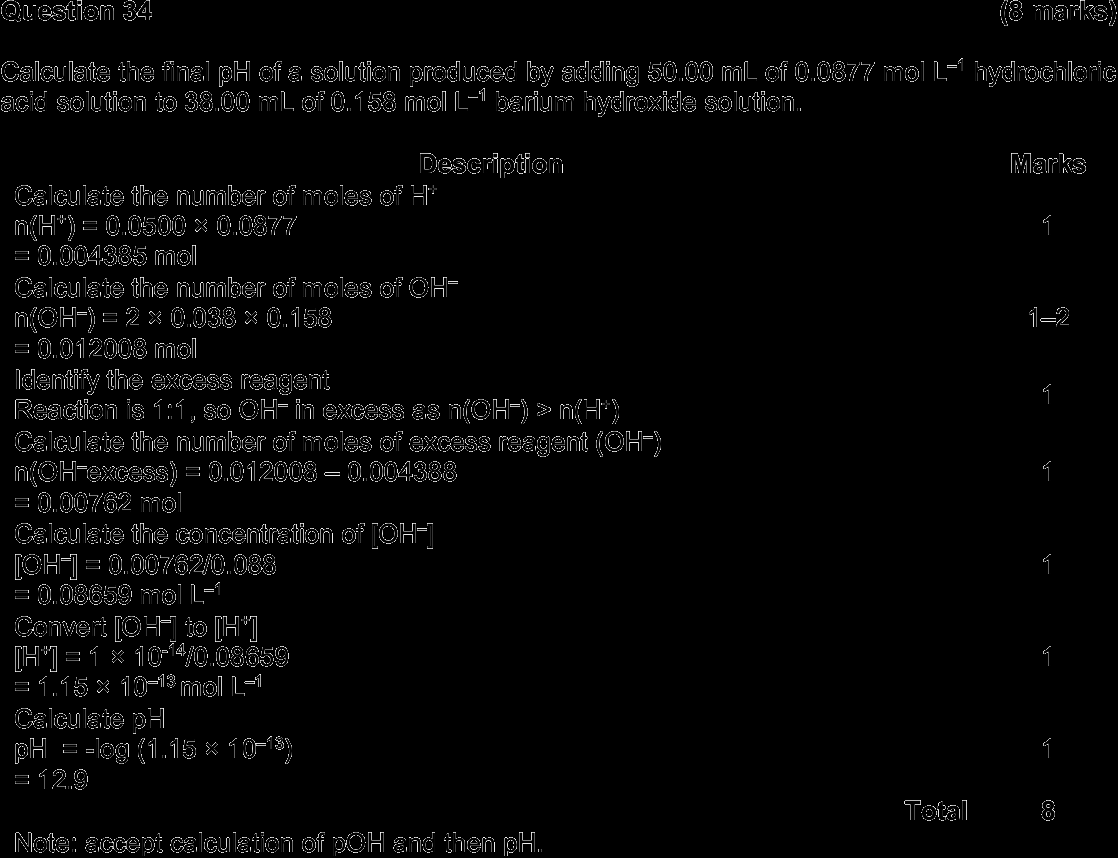 Question 34 (8 marks)
Calculate the final pH of a solution produced by adding 50.00 mL of 0.0877 mol L⁻¹ hydrochloric
acid solution to 38.00 mL of 0.158 mol L⁻¹ barium hydroxide solution.
Description Marks
Calculate the number of moles of H⁺
n(H⁺) = 0.0500 × 0.0877 1
= 0.004385 mol
Calculate the number of moles of OH⁻
n(OH⁻) = 2 × 0.038 × 0.158 1–2
= 0.012008 mol
Identify the excess reagent
Reaction is 1:1, so OH⁻ in excess as n(OH⁻) > n(H⁺) 1
Calculate the number of moles of excess reagent (OH⁻)
n(OH⁻excess) = 0.012008 – 0.004388 1
= 0.00762 mol
Calculate the concentration of [OH⁻]
[OH⁻] = 0.00762/0.088 1
= 0.08659 mol L⁻¹
Convert [OH⁻] to [H⁺]
[H⁺] = 1 × 10⁻¹⁴/0.08659 1
= 1.15 × 10⁻¹³ mol L⁻¹
Calculate pH
pH = -log (1.15 × 10⁻¹³) 1
= 12.9
Total 8
Note: accept calculation of pOH and then pH.